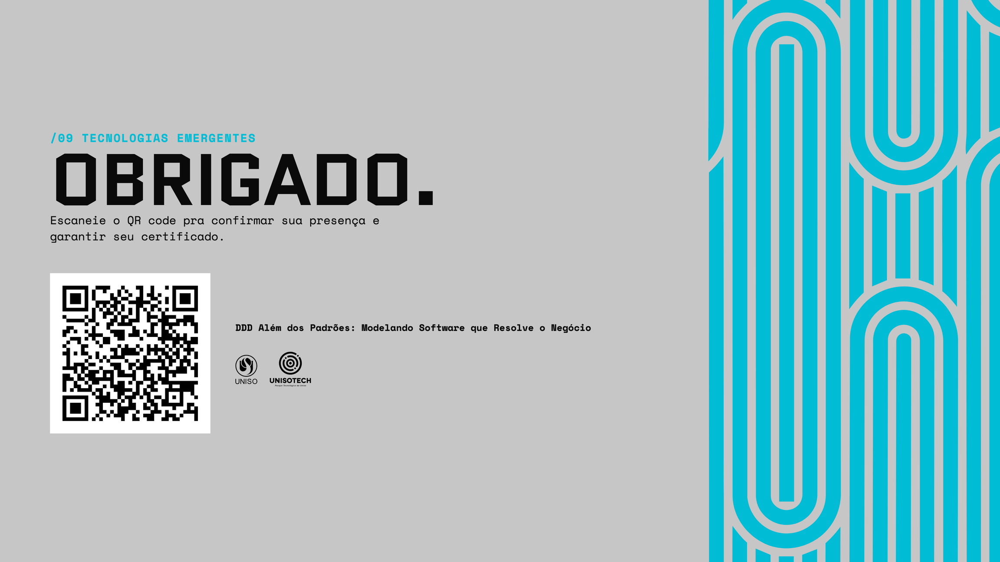 /09 TECNOLOGIAS EMERGENTES
OBRIGADO.
Escaneie o QR code pra confirmar sua presença e
garantir seu certificado.
DDD Além dos Padrões: Modelando Software que Resolve o Negócio
UNISO
UNISOTECH
Parque Tecnológico da Uniso